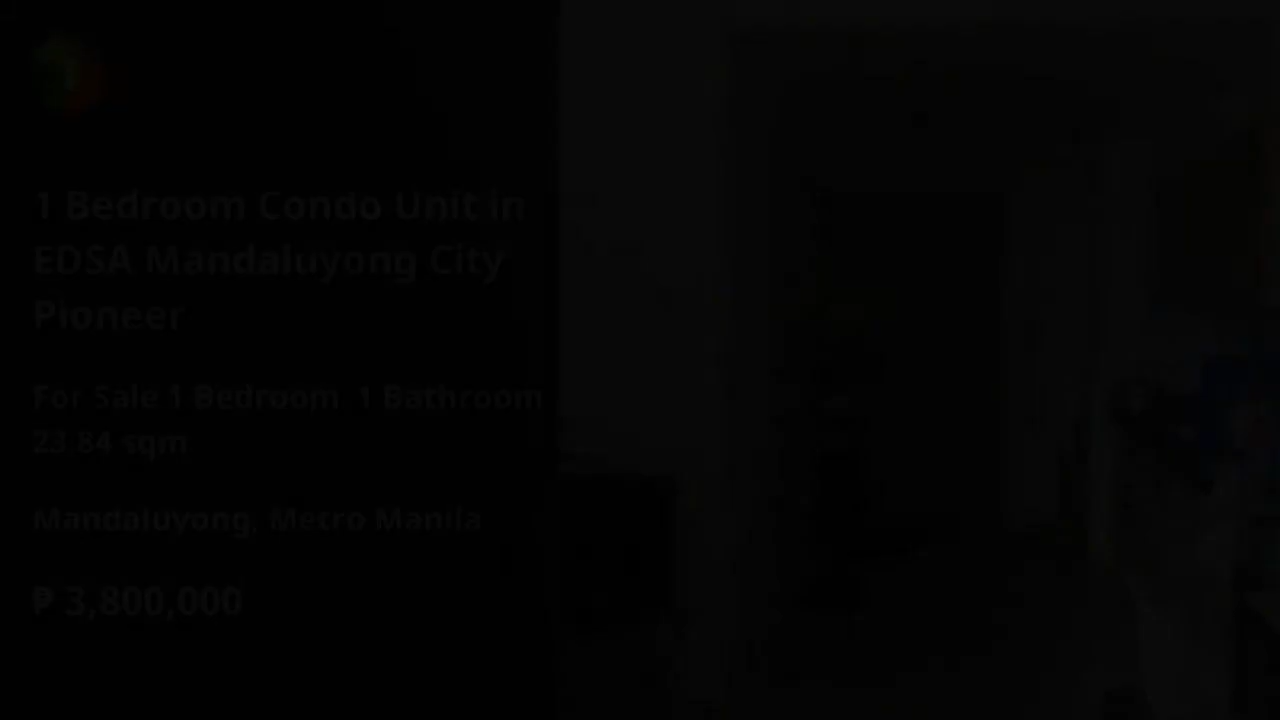 1 Bedroom Condo Unit in
EDSA Mandaluyong City
Pioneer
For Sale 1 Bedroom 1 Bathroom
23.84 sqm
Mandaluyong, Metro Manila
₱ 3,800,000